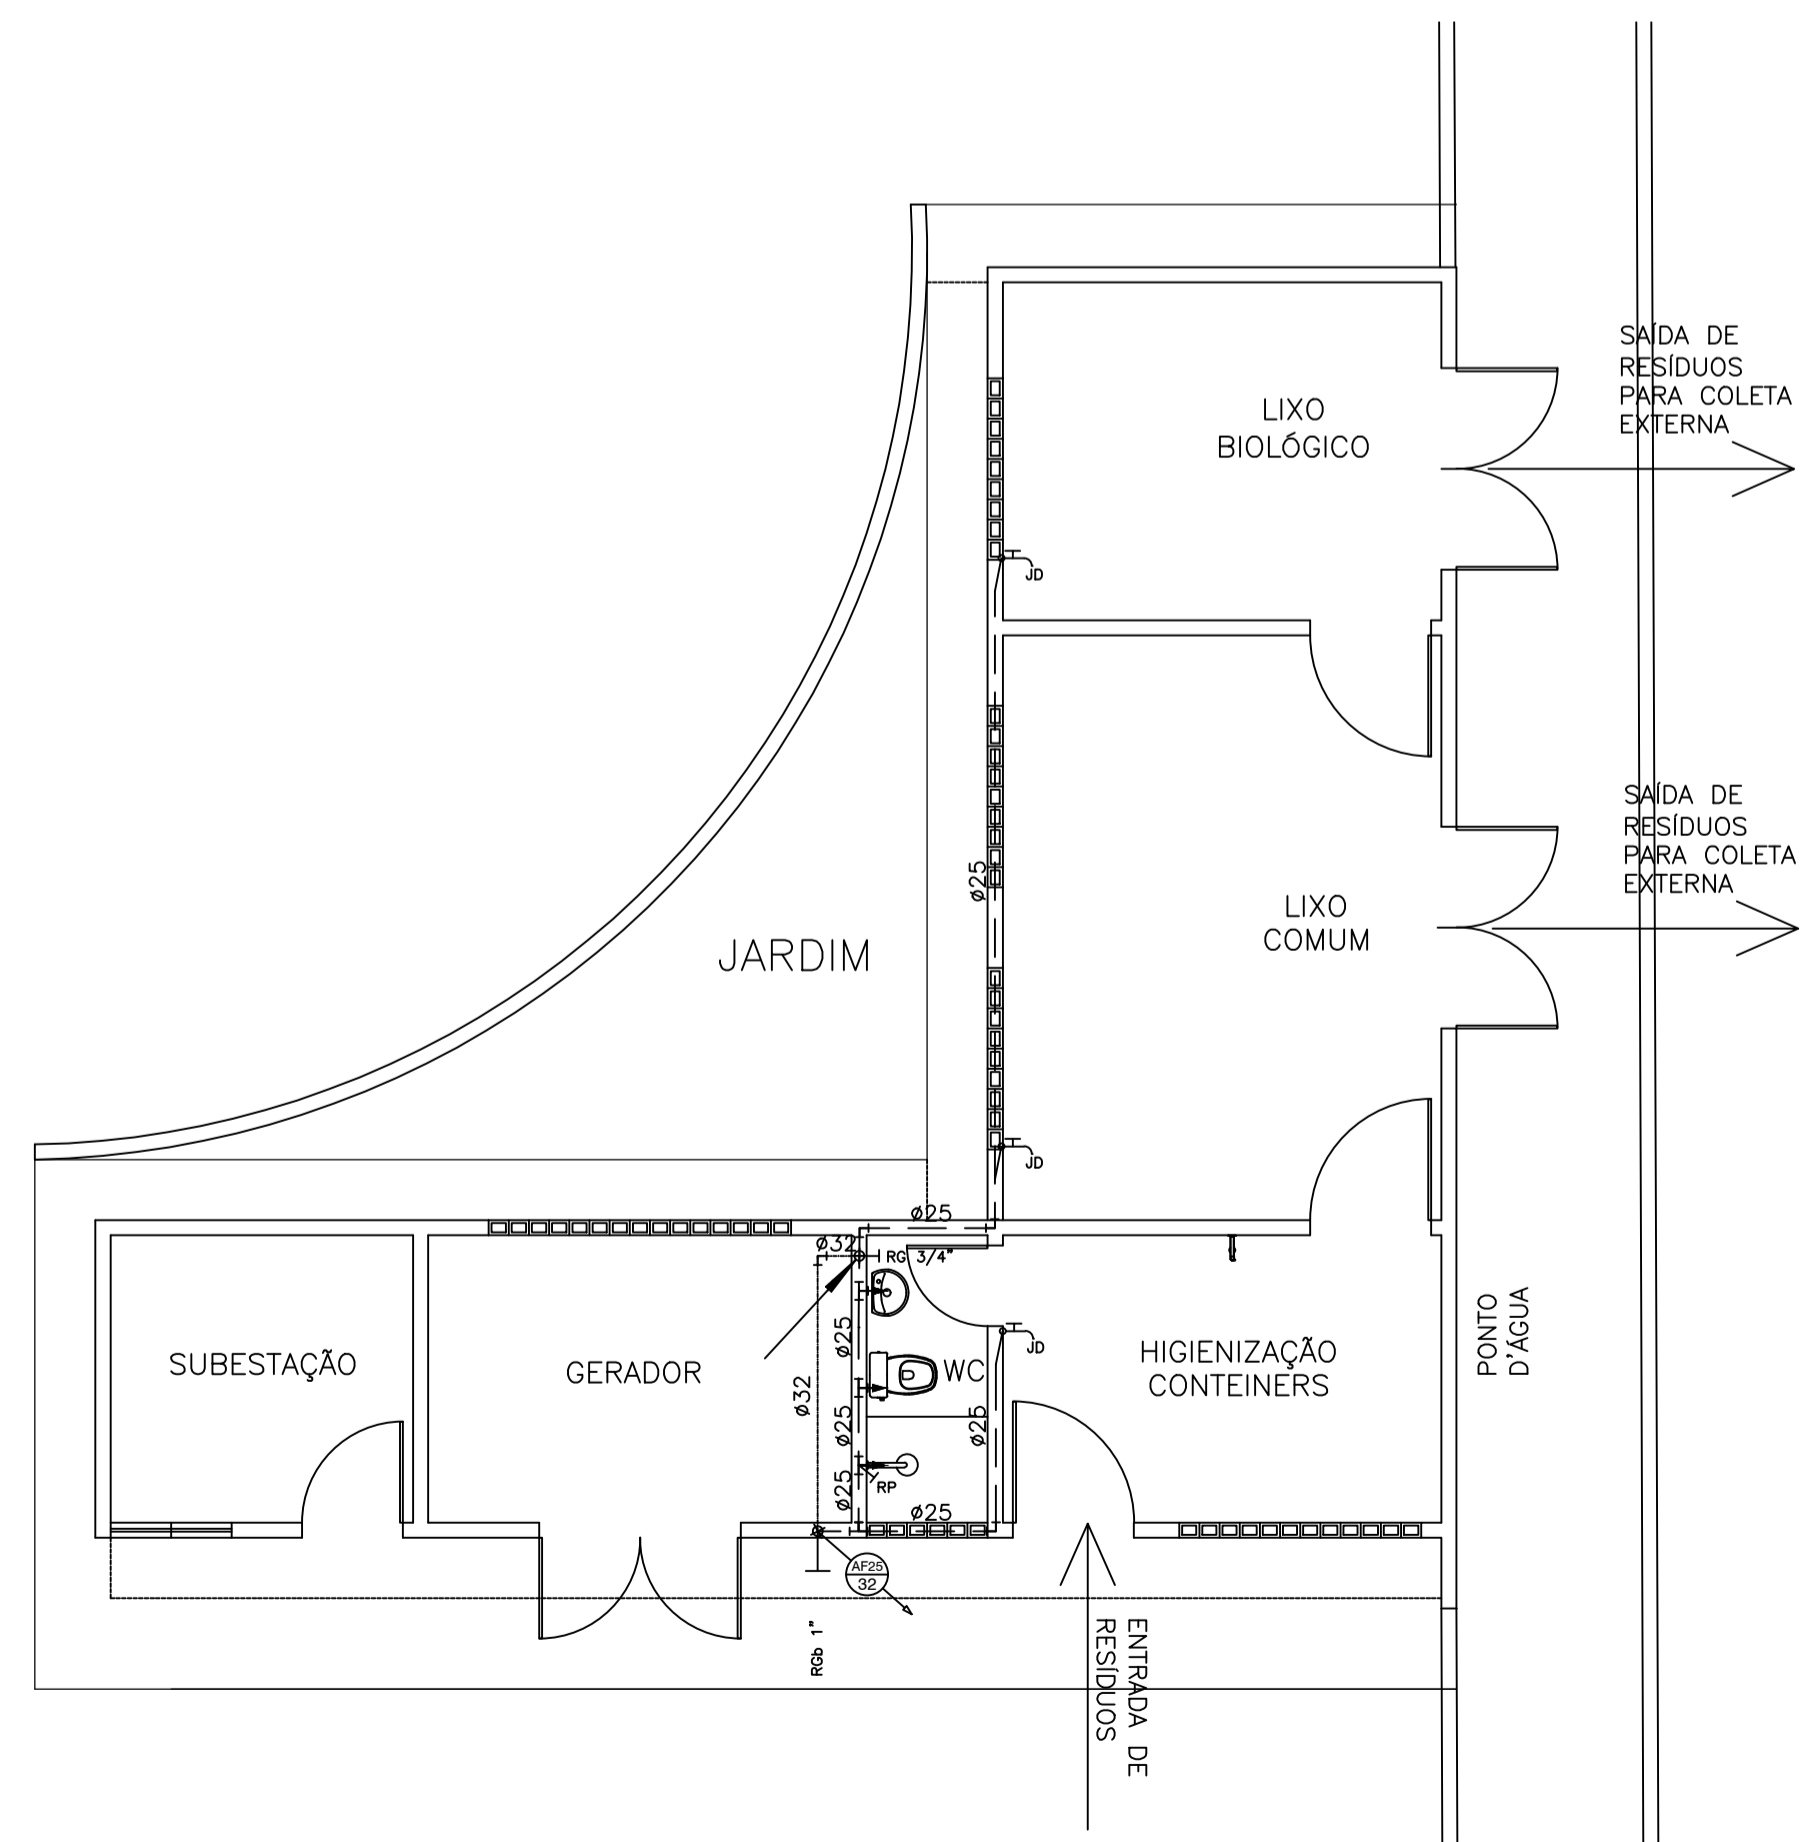 SAÍDA DE
RESÍDUOS
PARA COLETA
EXTERNA
LIXO
BIOLÓGICO
JD
SAÍDA DE
RESÍDUOS
PARA COLETA
EXTERNA
ø25
LIXO
COMUM
JARDIM
JD
ø25
ø32
RG 3/4"
SUBESTAÇÃO
GERADOR
ø32
ø25
ø25
ø25
WC
JD
ø25
RP
ø25
HIGIENIZAÇÃO
CONTEINERS
PONTO
D'ÁGUA
AF25
32
RGb 1"
ENTRADA DE
RESÍDUOS